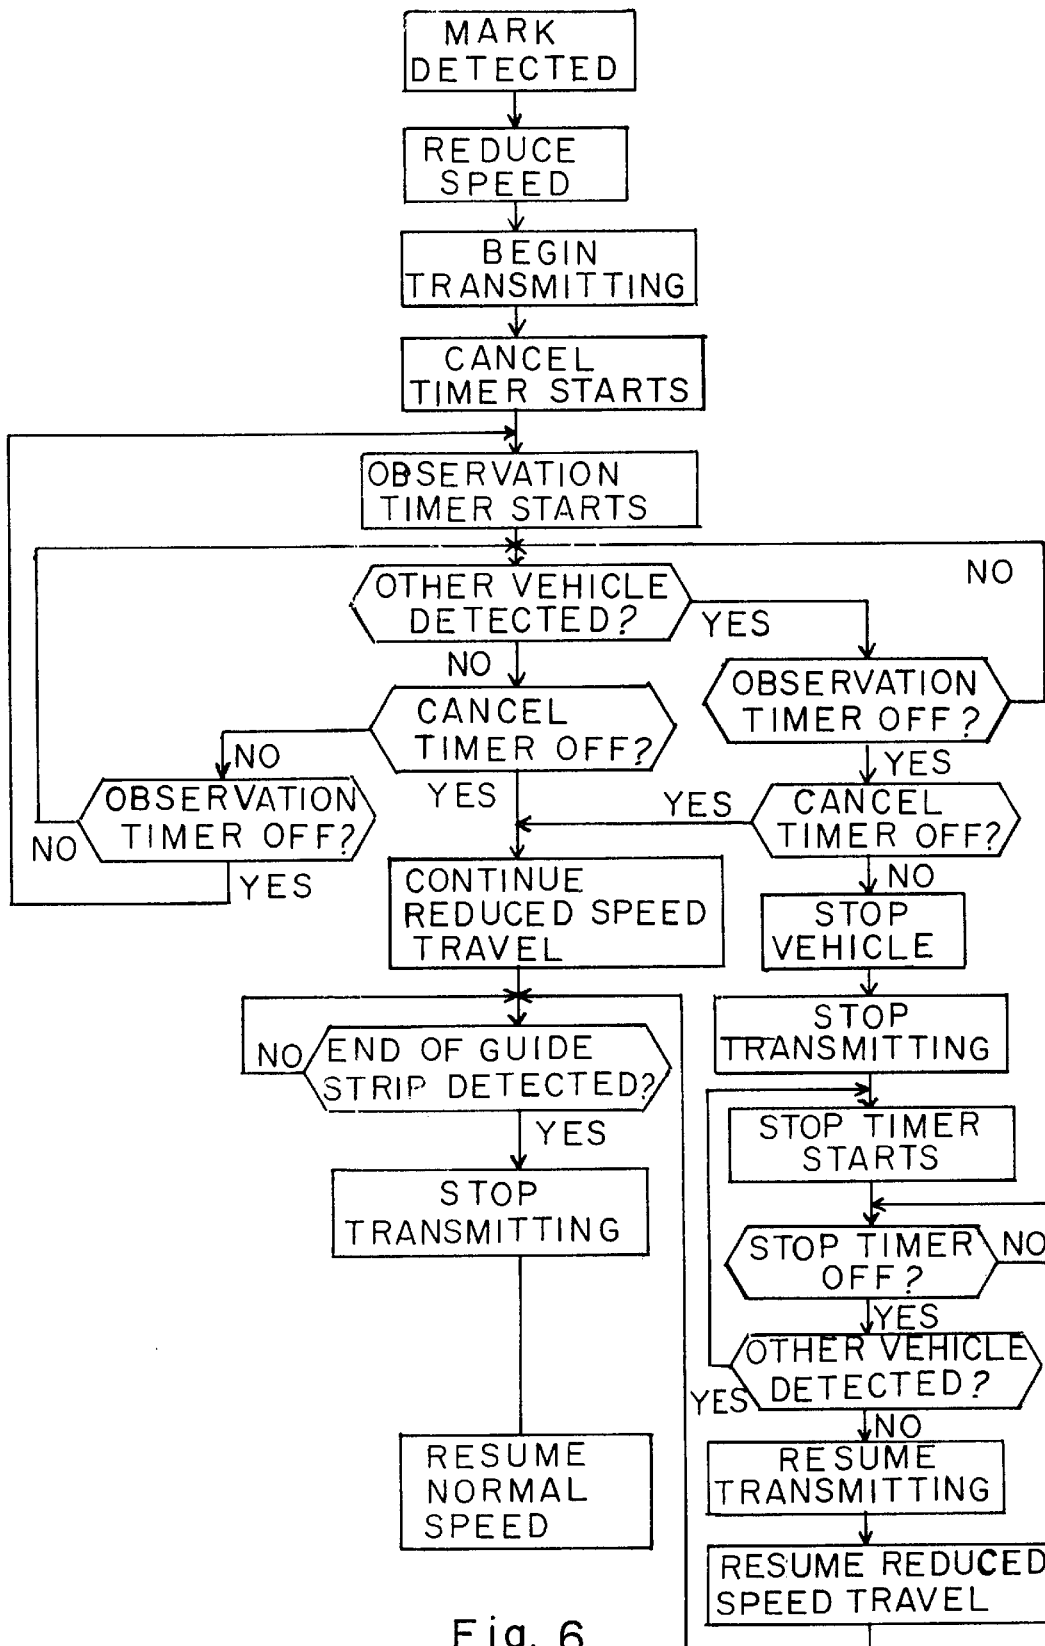 MARK
DETECTED
REDUCE
SPEED
BEGIN
TRANSMITTING
CANCEL
TIMER STARTS
OBSERVATION
TIMER STARTS
NO
OTHER VEHICLE
DETECTED?
YES
NO
OBSERVATION
TIMER OFF?
CANCEL
TIMER OFF?
NO
YES
YES
YES
OBSERVATION
TIMER OFF?
NO
YES
CANCEL
TIMER OFF?
NO
CONTINUE
REDUCED SPEED
TRAVEL
STOP
VEHICLE
STOP
TRANSMITTING
NO
END OF GUIDE
STRIP DETECTED?
YES
STOP TIMER
STARTS
STOP
TRANSMITTING
STOP TIMER
OFF?
NO
YES
OTHER VEHICLE
DETECTED?
YES
NO
RESUME
NORMAL
SPEED
RESUME
TRANSMITTING
RESUME REDUCED
SPEED TRAVEL
Fig. 6